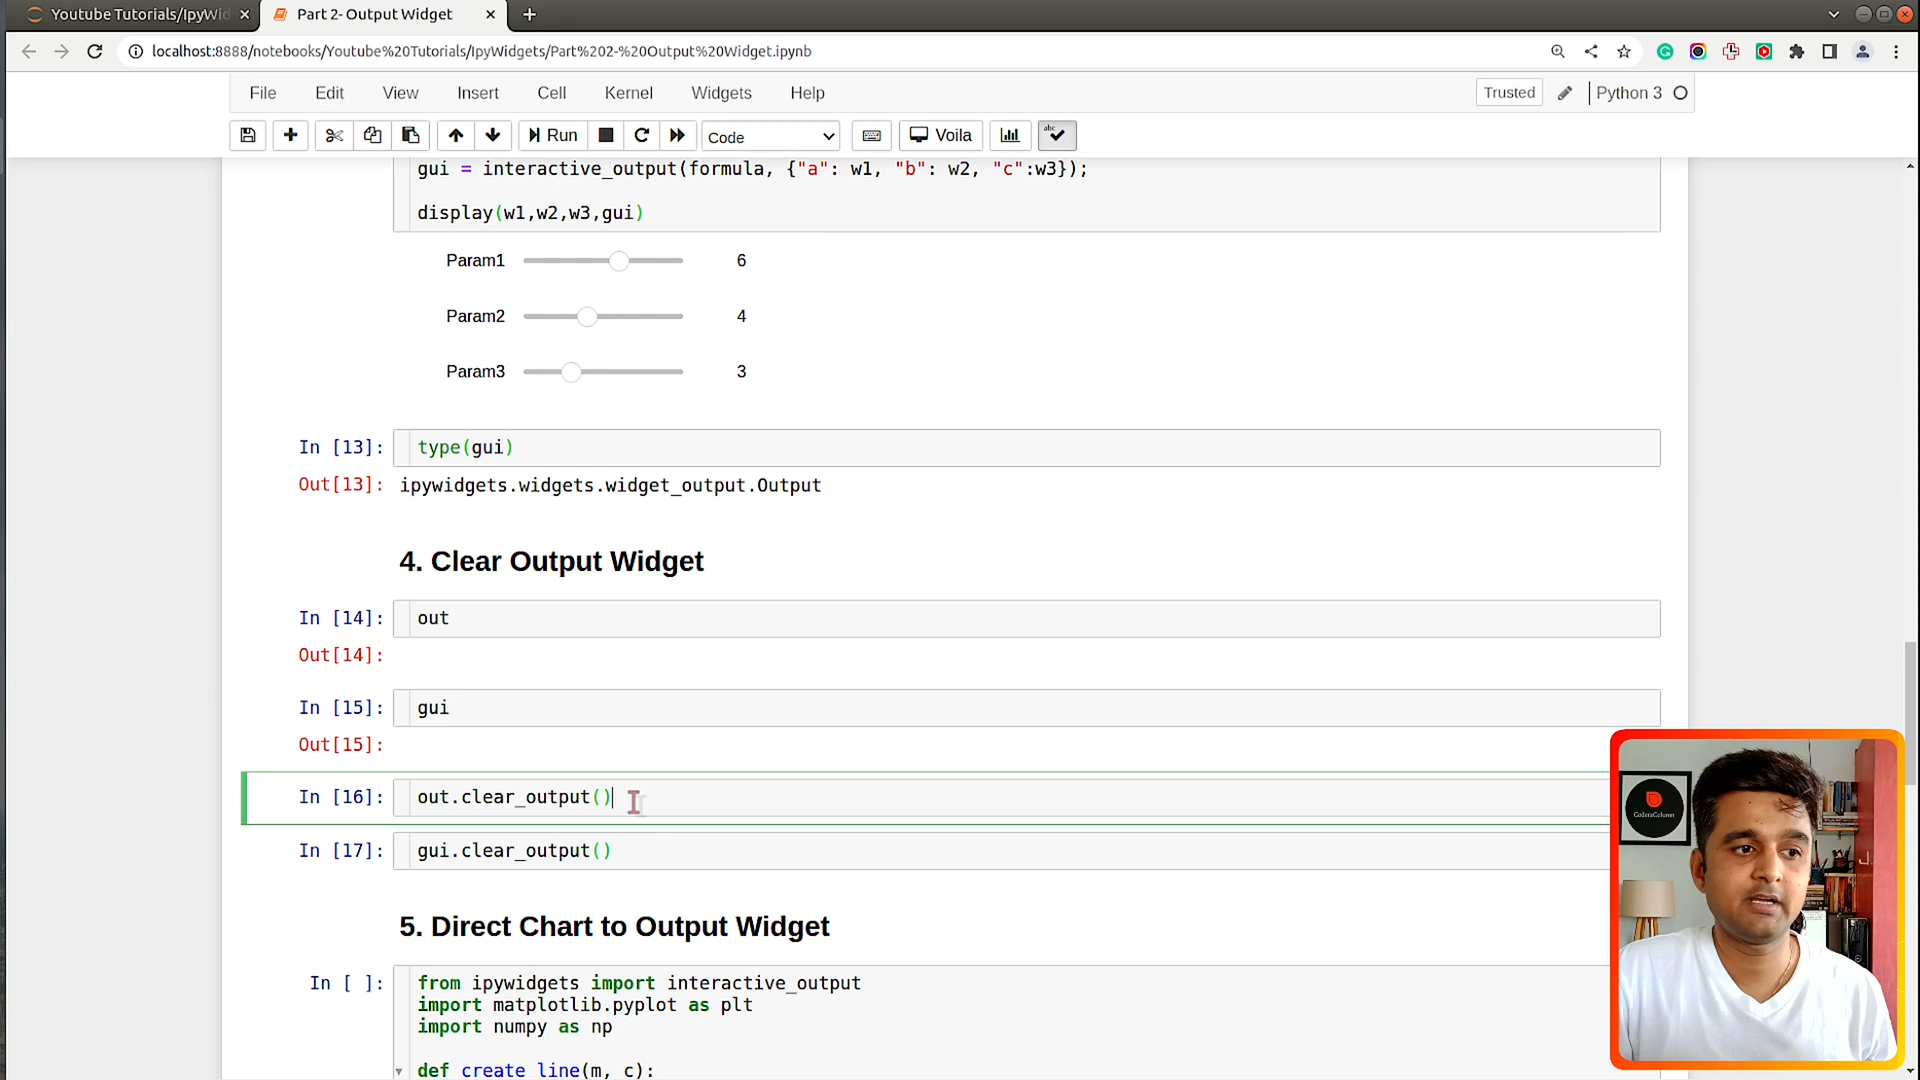 Youtube Tutorials/IpyWid
Part 2- Output Widget
localhost:8888/notebooks/Youtube%20Tutorials/IpyWidgets/Part%202-%20Output%20Widget.ipynb
File Edit View Insert Cell Kernel Widgets Help
Trusted Python 3
Run Code Voila abc
gui = interactive_output(formula, {"a": w1, "b": w2, "c":w3});
display(w1,w2,w3,gui)
Param1 6
Param2 4
Param3 3
In [13]: type(gui)
Out[13]: ipywidgets.widgets.widget_output.Output
4. Clear Output Widget
In [14]: out
Out[14]:
In [15]: gui
Out[15]:
In [16]: out.clear_output()
In [17]: gui.clear_output()
CoderzColumn
5. Direct Chart to Output Widget
In [ ]: from ipywidgets import interactive_output
import matplotlib.pyplot as plt
import numpy as np
def create_line(m, c):